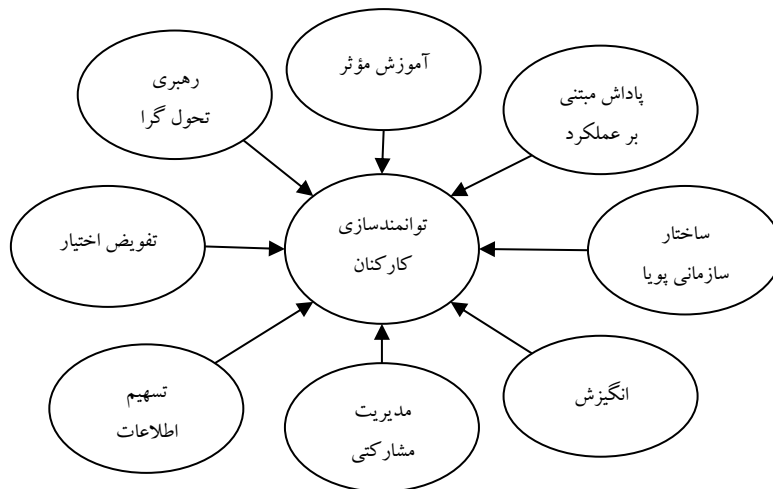 آموزش مؤثر
رهبری
تحول گرا
پاداش مبتنی
بر عملکرد
توانمندسازی
کارکنان
تفویض اختیار
ساختار
سازمانی پویا
تسهیم
اطلاعات
مدیریت
مشارکتی
انگیزش